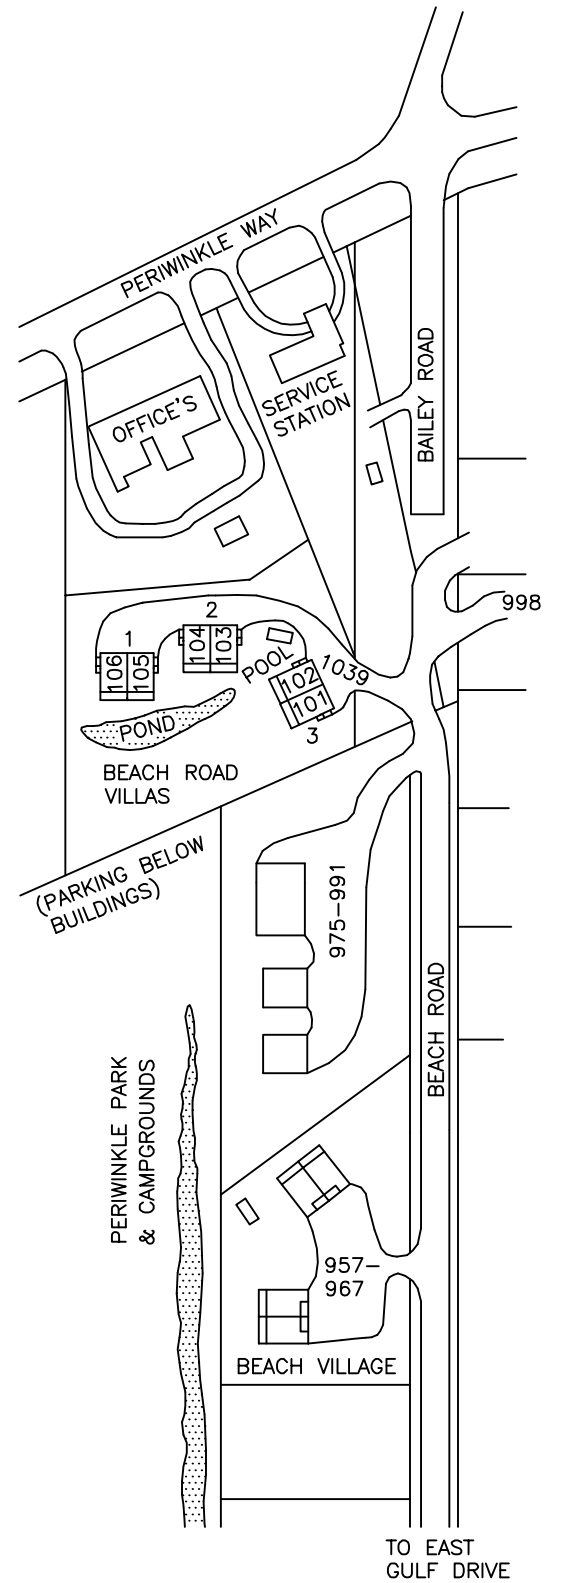 PERIWINKLE WAY
BAILEY ROAD
OFFICE'S
SERVICE
STATION
998
2
1
104
103
106
105
POOL
1039
102
101
3
POND
BEACH ROAD
VILLAS
(PARKING BELOW
BUILDINGS)
975-991
BEACH ROAD
PERIWINKLE PARK
& CAMPGROUNDS
957-
967
BEACH VILLAGE
TO EAST
GULF DRIVE